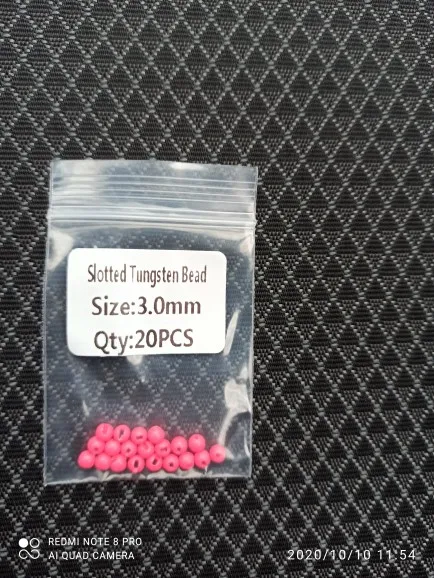 Slotted Tungsten Bead
Size:3.0mm
Qty:20PCS
REDMI NOTE 8 PRO
AI QUAD CAMERA
2020/10/10 11:54